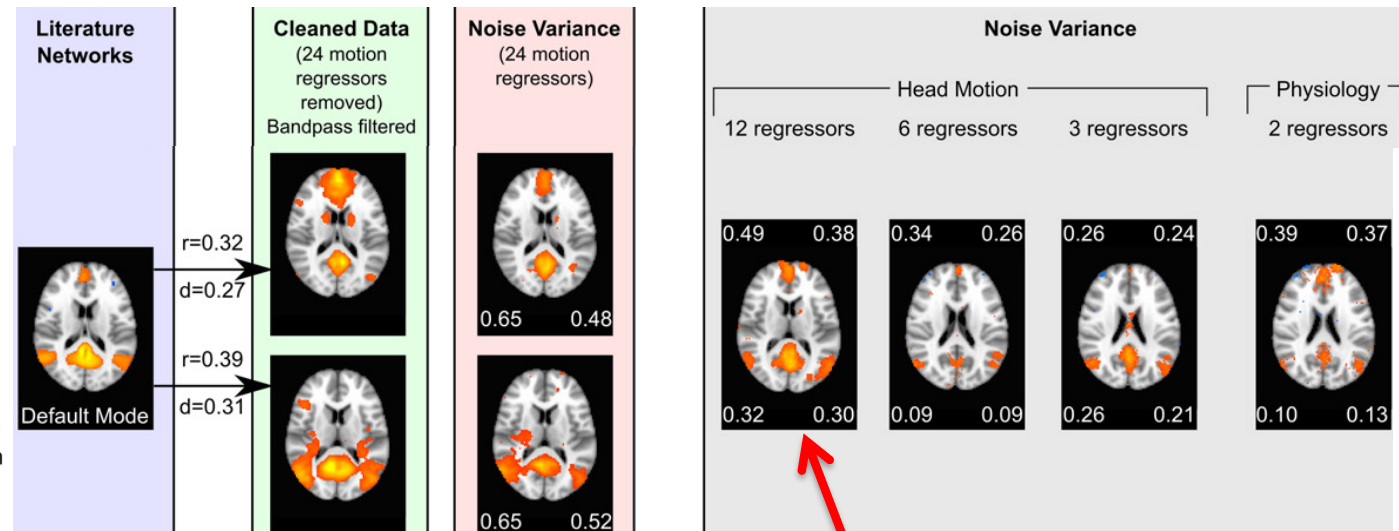 Literature
Networks
Cleaned Data
(24 motion
regressors
removed)
Bandpass filtered
Noise Variance
(24 motion
regressors)
r=0.32
d=0.27
r=0.39
d=0.31
Default Mode
0.65 0.48
0.65 0.52
Noise Variance
Head Motion
Physiology
12 regressors
6 regressors
3 regressors
2 regressors
0.49 0.38
0.34 0.26
0.26 0.24
0.39 0.37
0.32 0.30
0.09 0.09
0.26 0.21
0.10 0.13